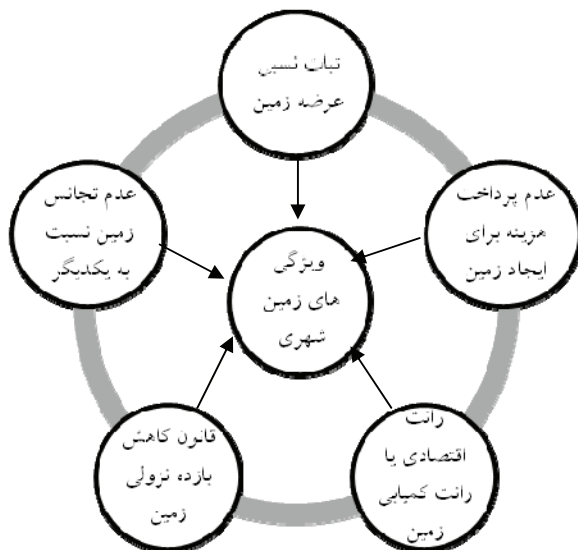 ثبات نسبی
عرضه زمین
عدم پرداخت
هزینه برای
ایجاد زمین
رانت
اقتصادی یا
رانت کمیابی
زمین
قانون کاهش
بازده نزولی
زمین
عدم تجانس
زمین نسبت
به یکدیگر
ویژگی
های زمین
شهری